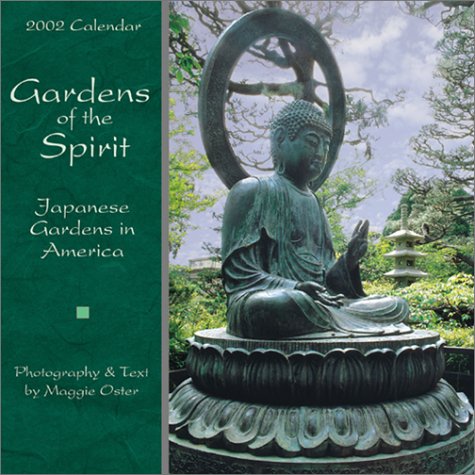 2002 Calendar
Gardens
of the
Spirit
Japanese
Gardens in
America
Photography & Text
by Maggie Oster